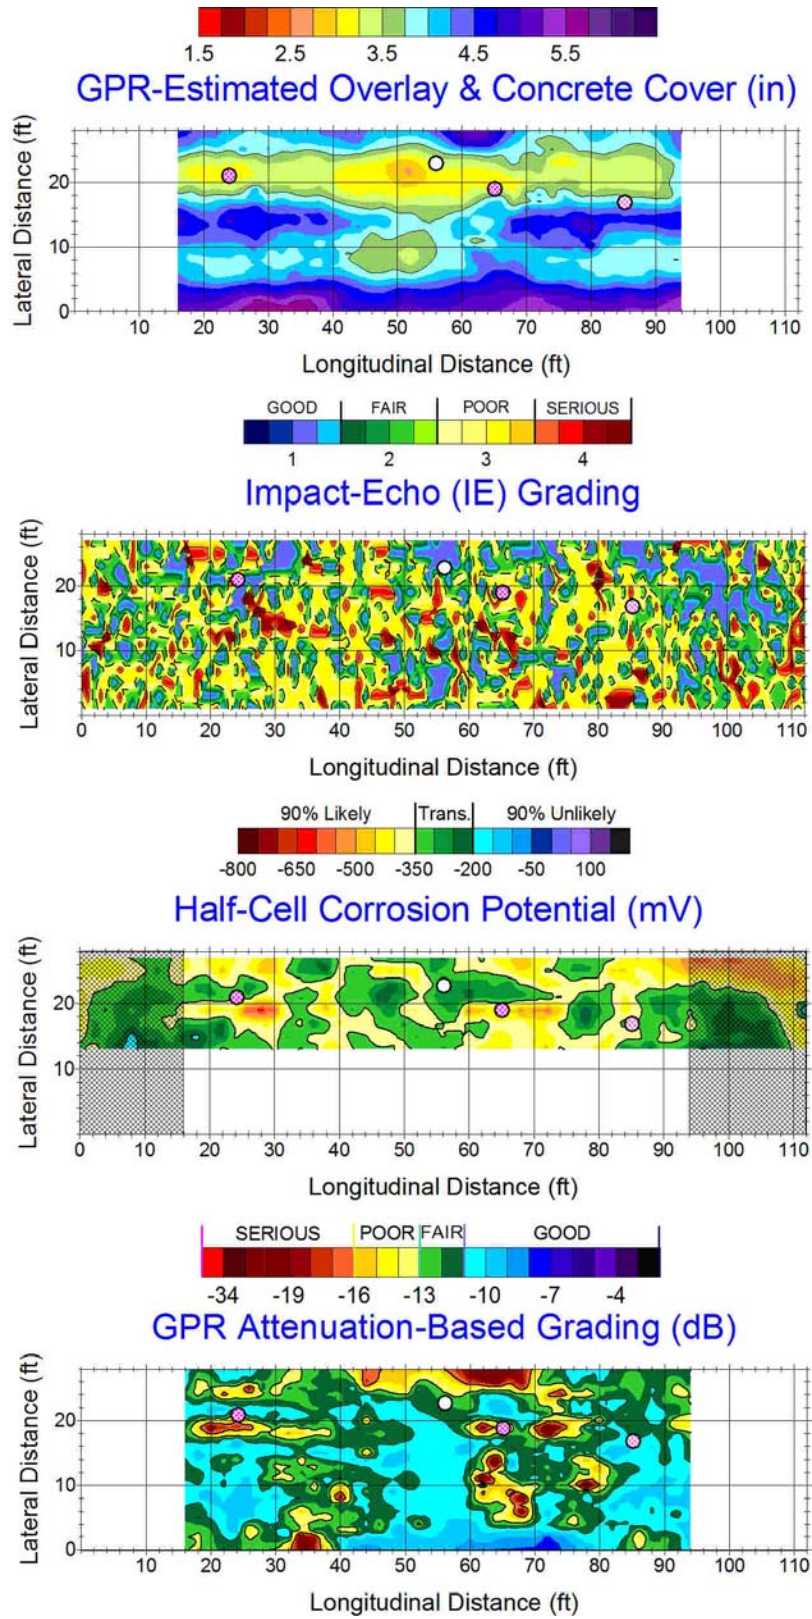 1.5 2.5 3.5 4.5 5.5
GPR-Estimated Overlay & Concrete Cover (in)
Lateral Distance (ft)
20
10
0
10 20 30 40 50 60 70 80 90 100 110
Longitudinal Distance (ft)
GOOD FAIR POOR SERIOUS
1 2 3 4
Impact-Echo (IE) Grading
Lateral Distance (ft)
20
10
0 10 20 30 40 50 60 70 80 90 100 110
Longitudinal Distance (ft)
90% Likely Trans. 90% Unlikely
-800 -650 -500 -350 -200 -50 100
Half-Cell Corrosion Potential (mV)
Lateral Distance (ft)
20
10
0 10 20 30 40 50 60 70 80 90 100 110
Longitudinal Distance (ft)
SERIOUS POOR FAIR GOOD
-34 -19 -16 -13 -10 -7 -4
GPR Attenuation-Based Grading (dB)
Lateral Distance (ft)
20
10
0
10 20 30 40 50 60 70 80 90 100 110
Longitudinal Distance (ft)